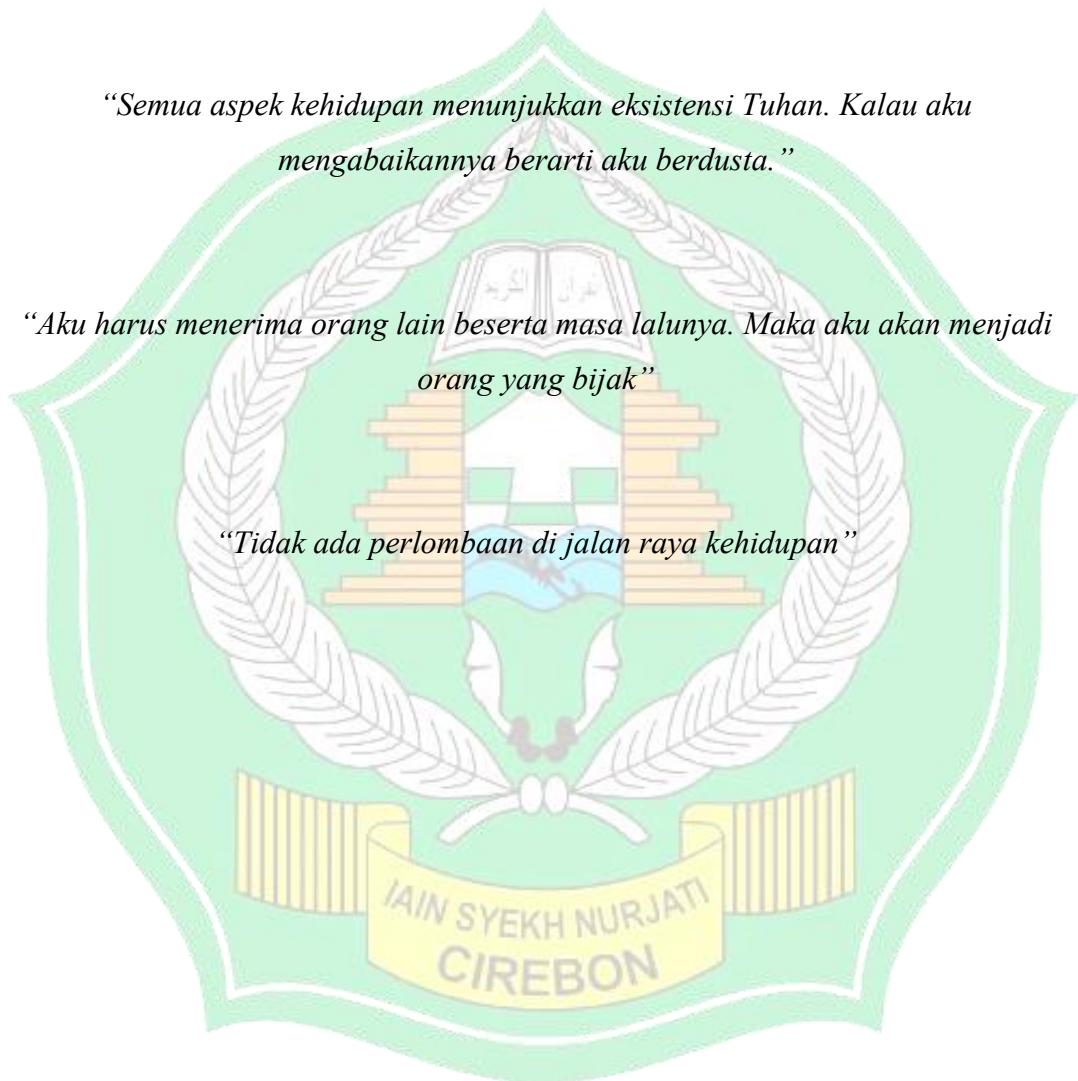 “Semua aspek kehidupan menunjukkan eksistensi Tuhan. Kalau aku
mengabaikannya berarti aku berdusta.”
“Aku harus menerima orang lain beserta masa lalunya. Maka aku akan menjadi
orang yang bijak”
“Tidak ada perlombaan di jalan raya kehidupan”
IAIN SYEKH NURJATI
CIREBON